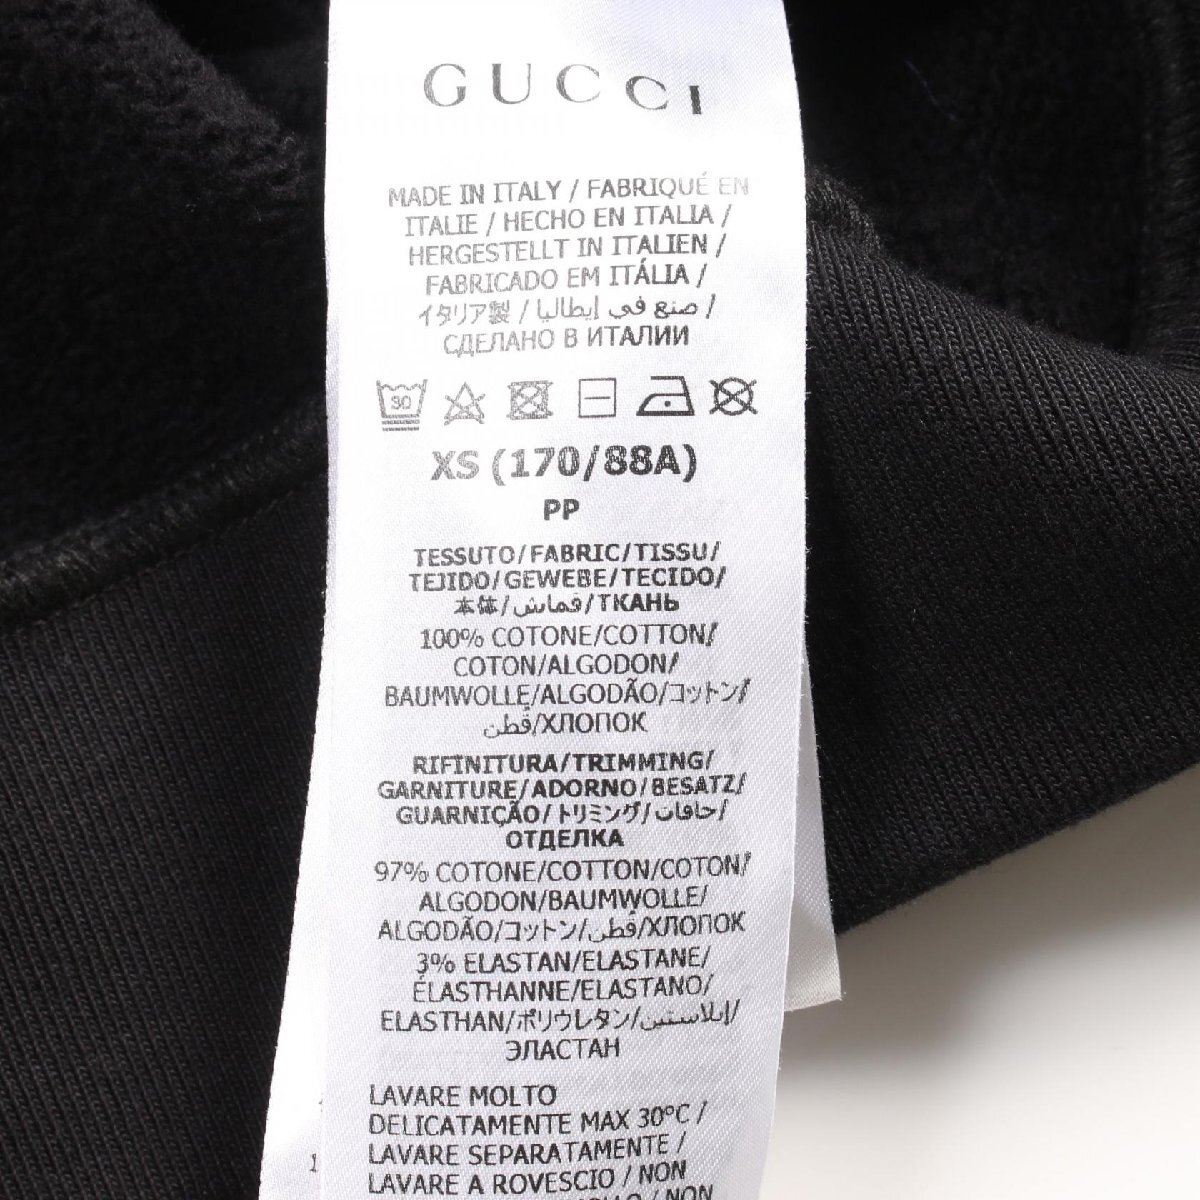 GUCCI
MADE IN ITALY / FABRIQUÉ EN
ITALIE / HECHO EN ITALIA /
HERGESTELLT IN ITALIEN /
FABRICADO EM ITÁLIA /
イタリア製 / صنع في إيطاليا /
СДЕЛАНО В ИТАЛИИ
30
XS (170/88A)
PP
TESSUTO/FABRIC/TISSU/
TEJIDO/GEWEBE/TECIDO/
本体/قماش/ТКАНЬ
100% COTONE/COTTON/
COTON/ALGODON/
BAUMWOLLE/ALGODÃO/コットン/
قطن/ХЛОПОК
RIFINITURA/TRIMMING/
GARNITURE/ADORNO/BESATZ/
GUARNIÇÃO/トリミング/حافات/
ОТДЕЛКА
97% COTONE/COTTON/COTON/
ALGODON/BAUMWOLLE/
ALGODÃO/コットン/قطن/ХЛОПОК
3% ELASTAN/ELASTANE/
ÉLASTHANNE/ELASTANO/
ELASTHAN/ポリウレタン/إيلاستين/
ЭЛАСТАН
LAVARE MOLTO
DELICATAMENTE MAX 30°C /
LAVARE SEPARATAMENTE /
LAVARE A ROVESCIO / NON